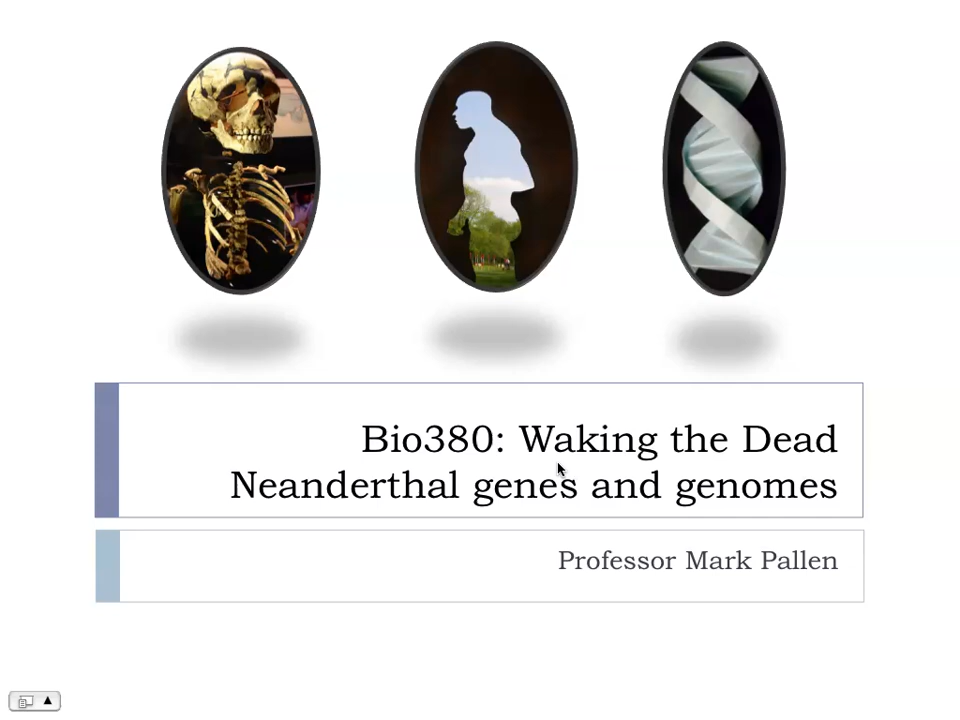 Bio380: Waking the Dead
Neanderthal genes and genomes
Professor Mark Pallen